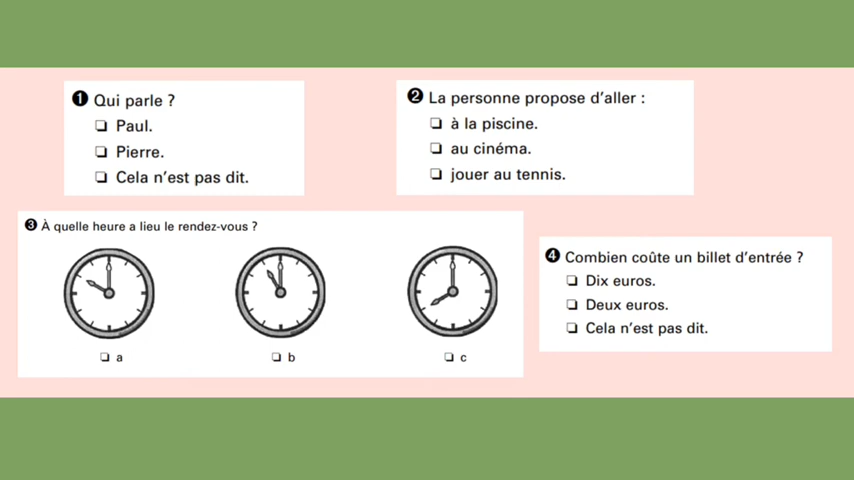 ❶ Qui parle ?
❏ Paul.
❏ Pierre.
❏ Cela n'est pas dit.
❷ La personne propose d'aller :
❏ à la piscine.
❏ au cinéma.
❏ jouer au tennis.
❸ À quelle heure a lieu le rendez-vous ?
❏ a
❏ b
❏ c
❹ Combien coûte un billet d'entrée ?
❏ Dix euros.
❏ Deux euros.
❏ Cela n'est pas dit.